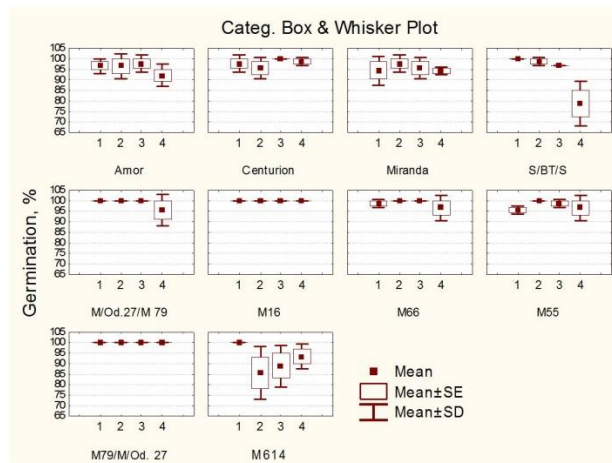 Categ. Box & Whisker Plot
Germination, %
105
100
95
90
85
80
75
70
65
1 2 3 4
Amor
1 2 3 4
Centurion
1 2 3 4
Miranda
1 2 3 4
S/BT/S
105
100
95
90
85
80
75
70
65
1 2 3 4
M/Od.27/M 79
1 2 3 4
M16
1 2 3 4
M66
1 2 3 4
M55
105
100
95
90
85
80
75
70
65
1 2 3 4
M79/M/Od. 27
1 2 3 4
M614
Mean
Mean±SE
Mean±SD